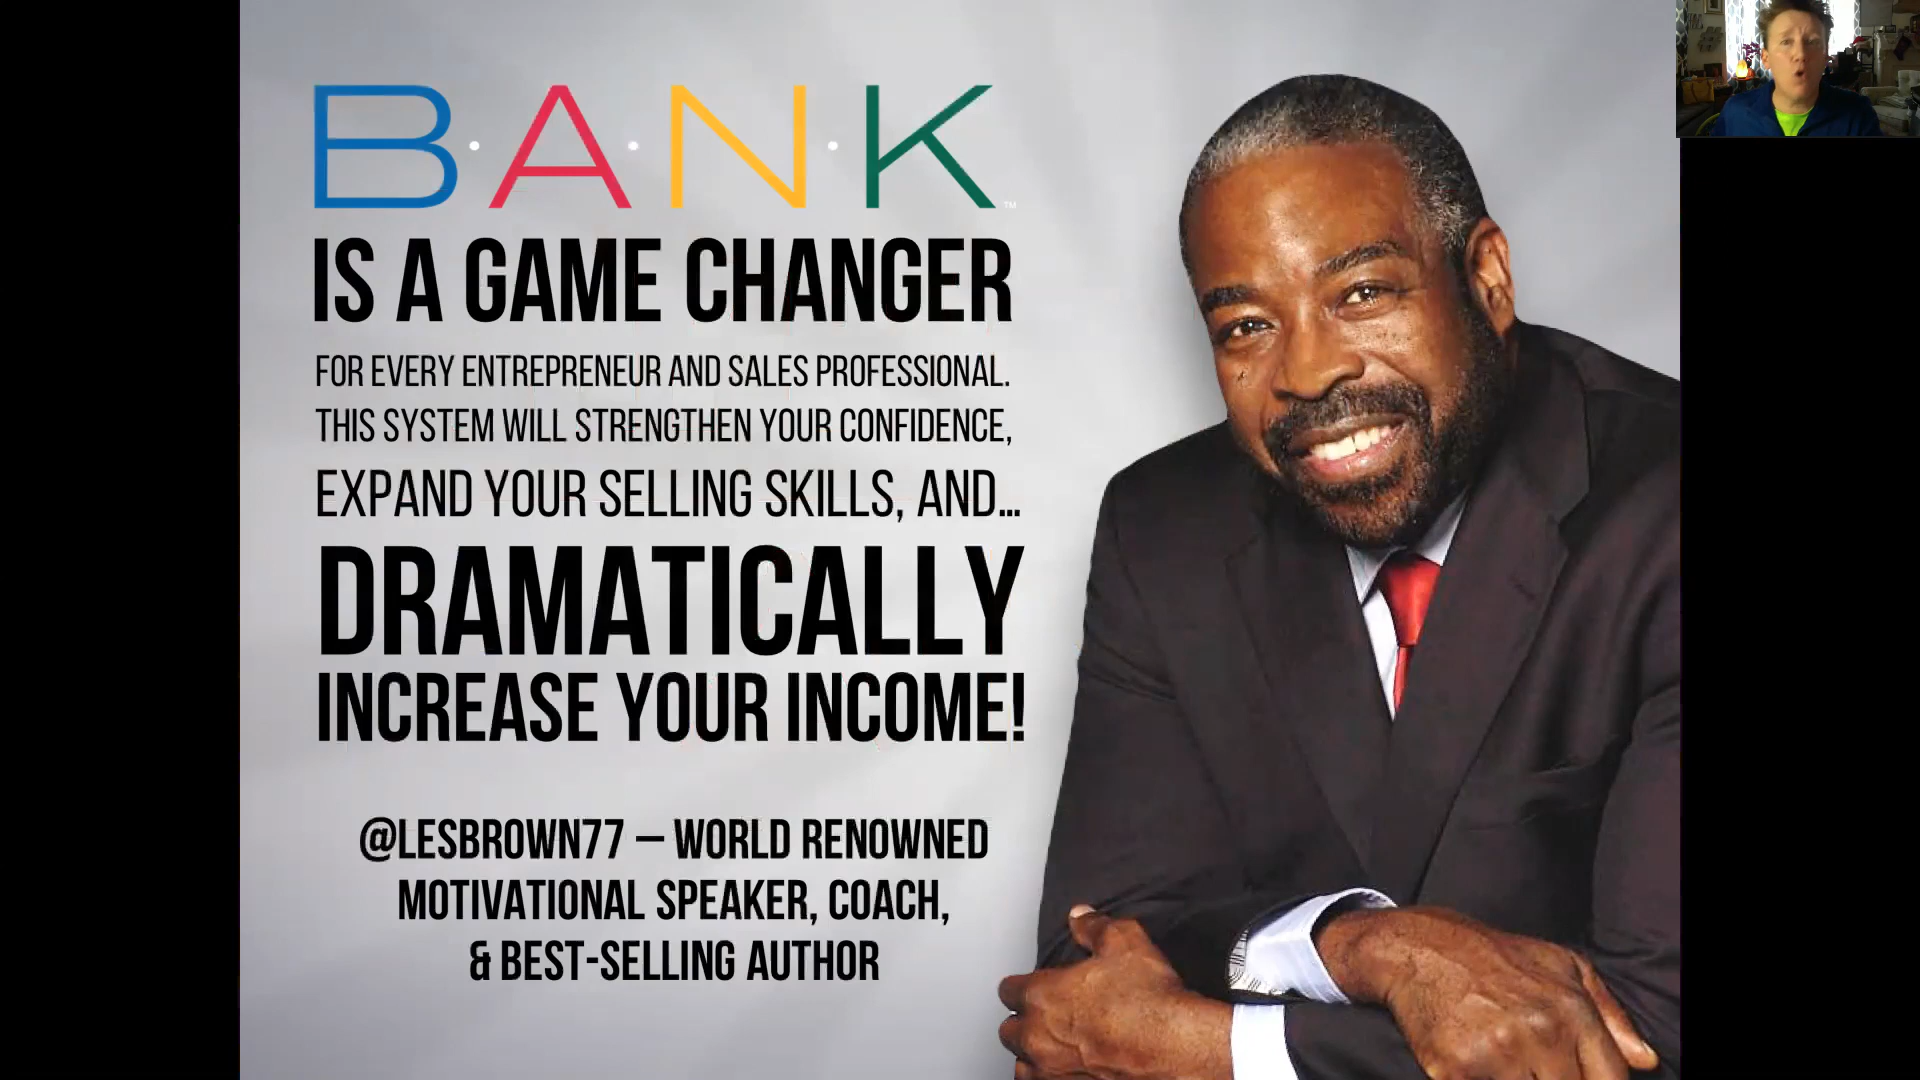 B·A·N·K™
IS A GAME CHANGER
FOR EVERY ENTREPRENEUR AND SALES PROFESSIONAL.
THIS SYSTEM WILL STRENGTHEN YOUR CONFIDENCE,
EXPAND YOUR SELLING SKILLS, AND...
DRAMATICALLY
INCREASE YOUR INCOME!
@LESBROWN77 – WORLD RENOWNED
MOTIVATIONAL SPEAKER, COACH,
& BEST-SELLING AUTHOR